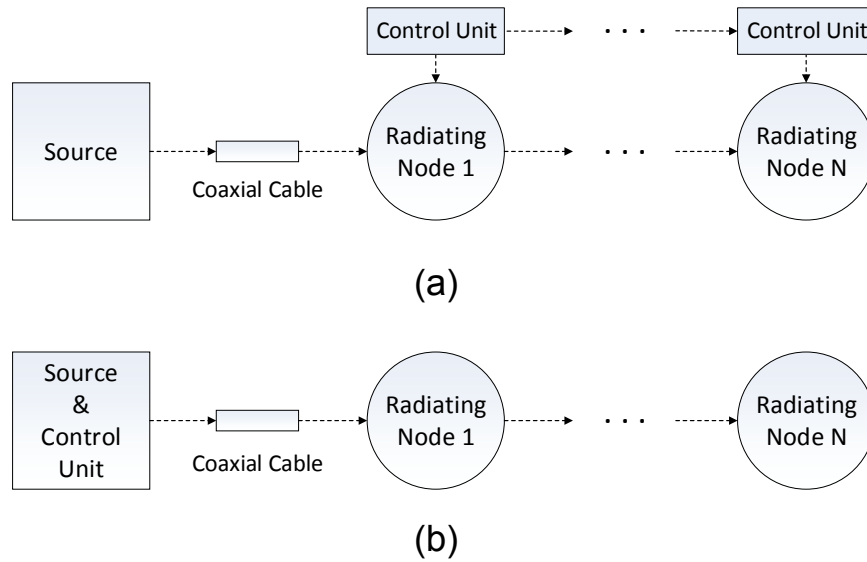 Control Unit
. . .
Control Unit
Source
Coaxial Cable
Radiating
Node 1
. . .
Radiating
Node N
(a)
Source
&
Control
Unit
Coaxial Cable
Radiating
Node 1
. . .
Radiating
Node N
(b)